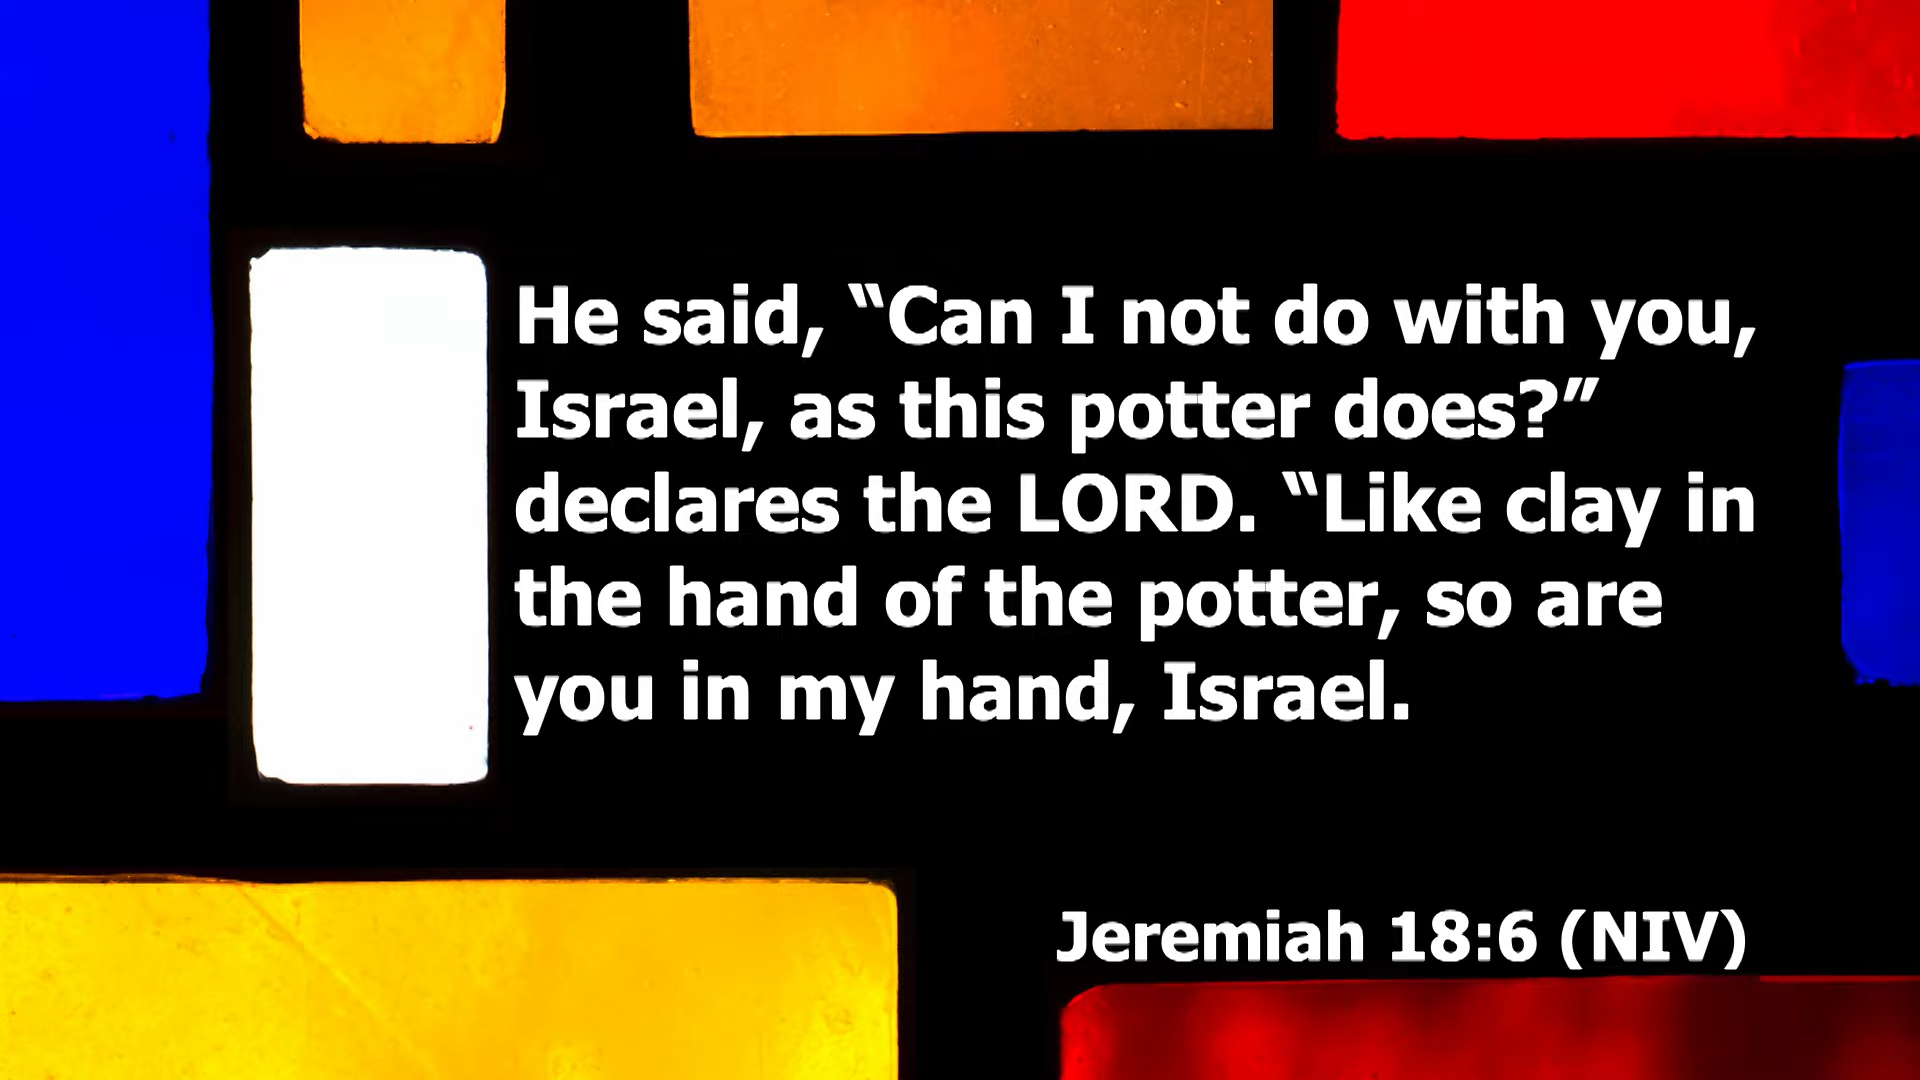 He said, “Can I not do with you,
Israel, as this potter does?”
declares the LORD. “Like clay in
the hand of the potter, so are
you in my hand, Israel.
Jeremiah 18:6 (NIV)